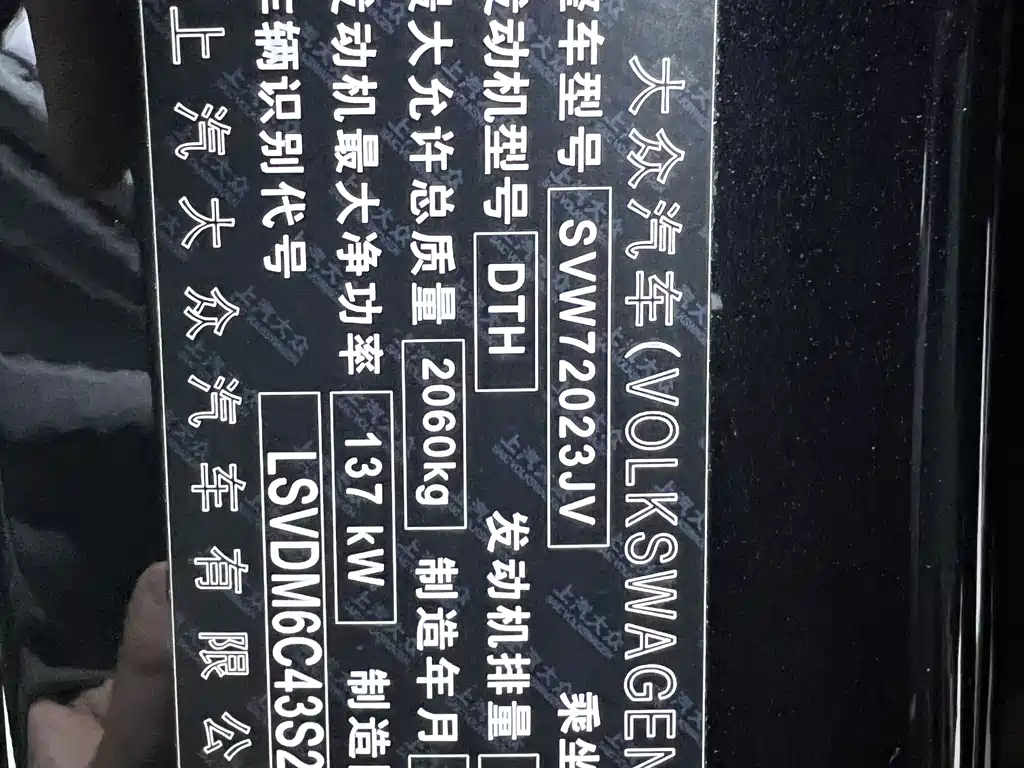 大众汽车(VOLKSWAGEN
整车型号 SVW72023JV 乘坐
发动机型号 DTH 发动机排量
最大允许总质量 2060kg 制造年月
发动机最大净功率 137 kW 制造
车辆识别代号 LSVDM6C43S2
上汽大众汽车有限公